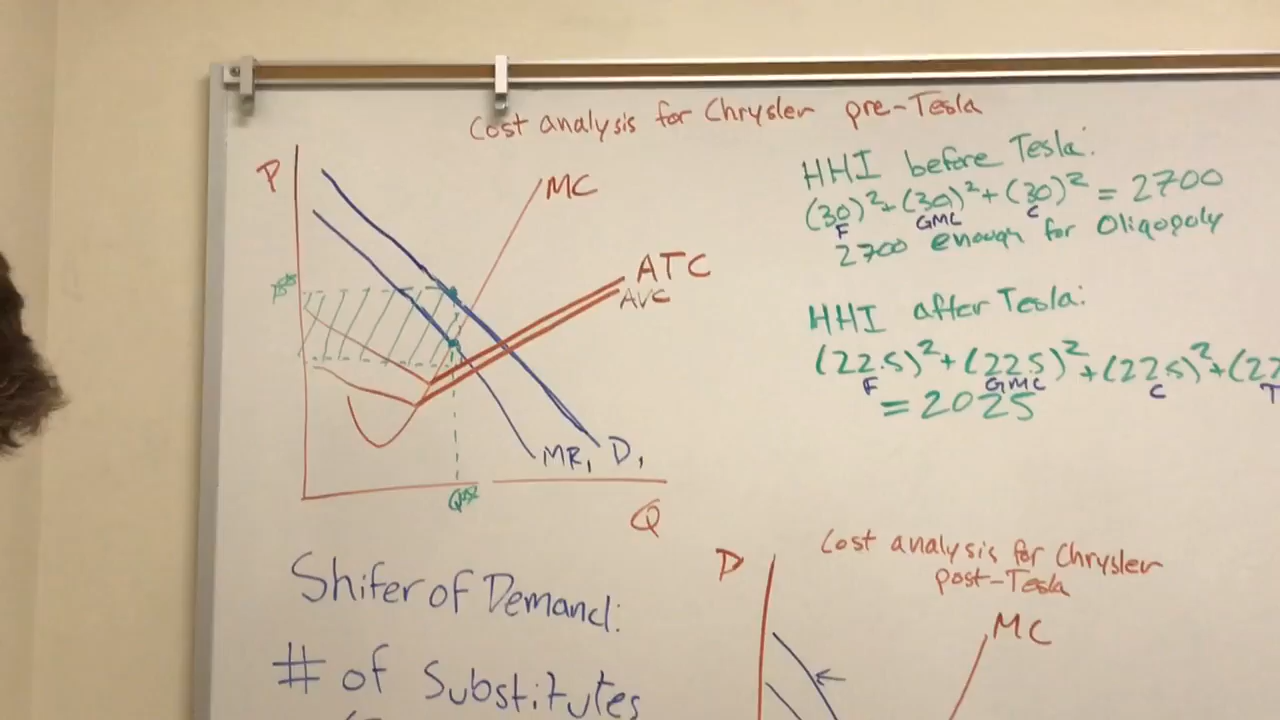 Cost analysis for Chrysler pre-Tesla
P
MC
ATC
AVC
MR₁ D₁
Q
HHI before Tesla:
(30)²+(30)²+(30)² = 2700
F GMC C
2700 enough for Oligopoly
HHI after Tesla:
(22.5)²+(22.5)²+(22.5)²+(22
F GMC C T
=2025
Shifer of Demand:
# of Substitutes
Cost analysis for Chrysler
post-Tesla
P
MC